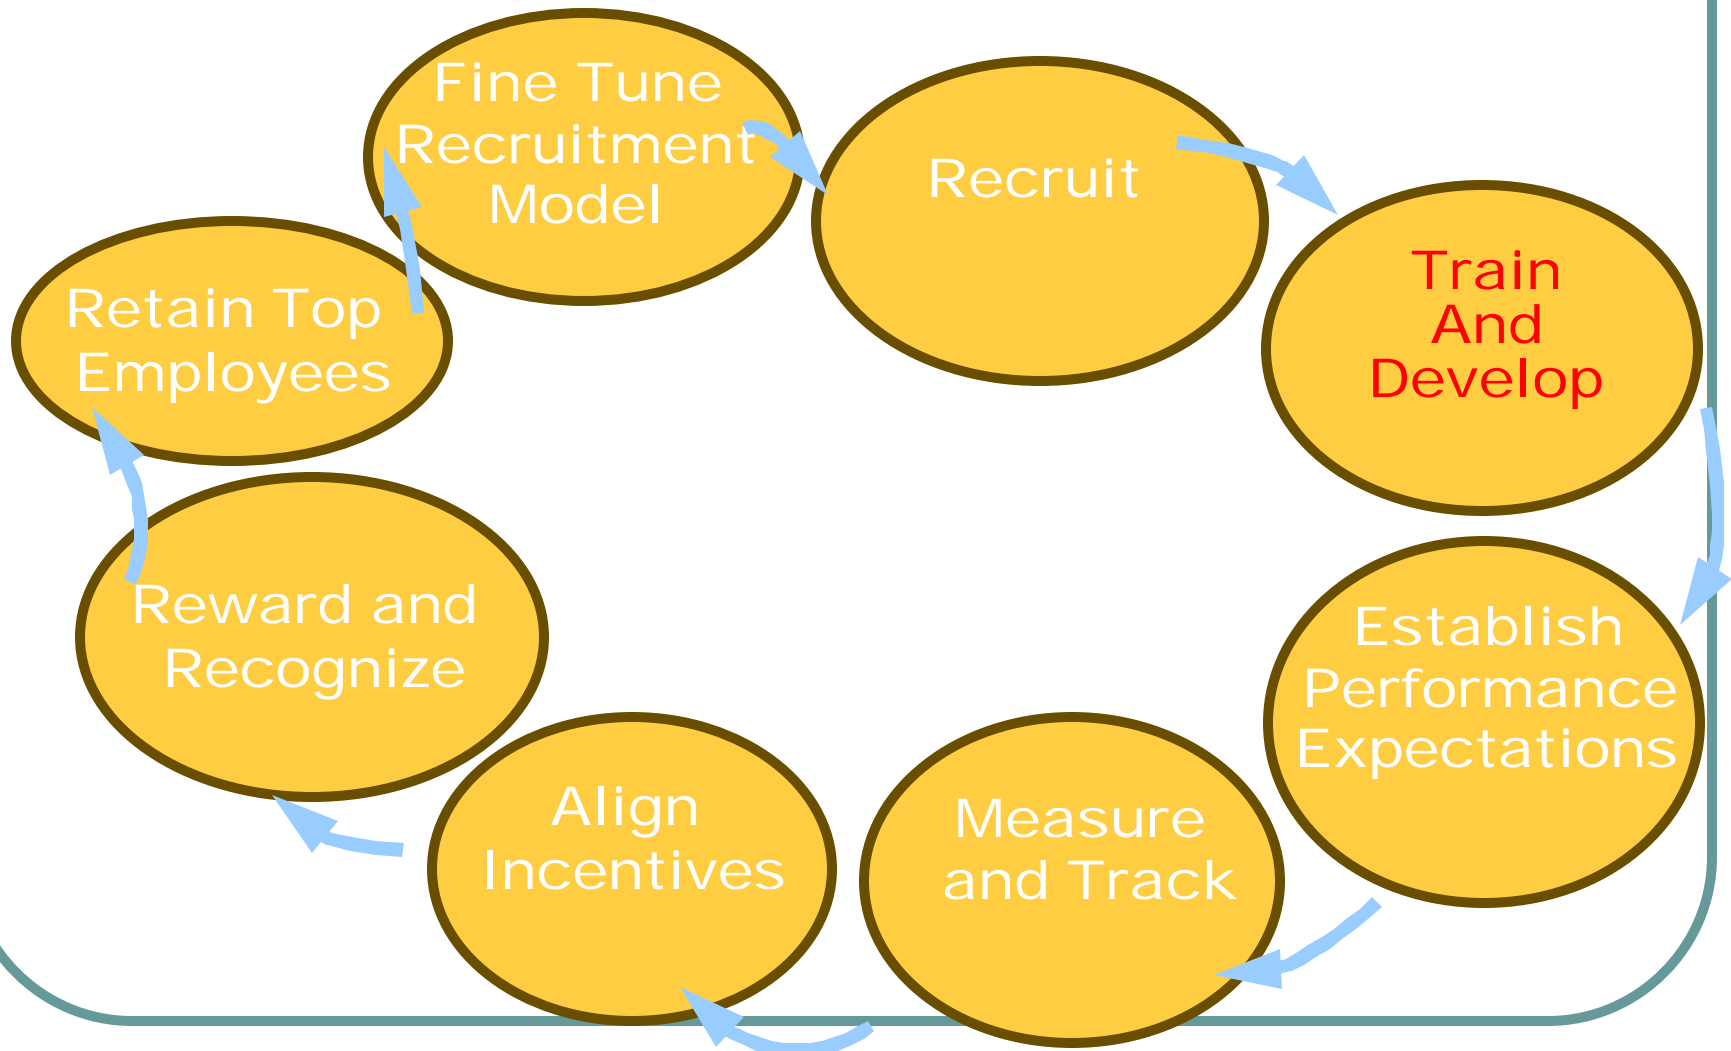 Fine Tune
Recruitment
Model
Recruit
Train
And
Develop
Establish
Performance
Expectations
Measure
and Track
Align
Incentives
Reward and
Recognize
Retain Top
Employees